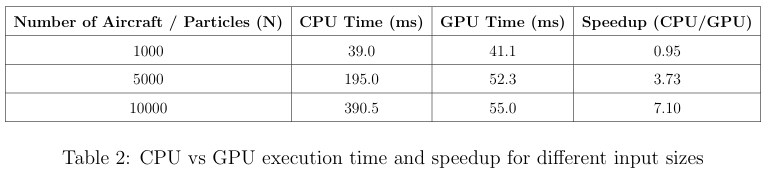 Number of Aircraft / Particles (N) CPU Time (ms) GPU Time (ms) Speedup (CPU/GPU)
1000 39.0 41.1 0.95
5000 195.0 52.3 3.73
10000 390.5 55.0 7.10
Table 2: CPU vs GPU execution time and speedup for different input sizes